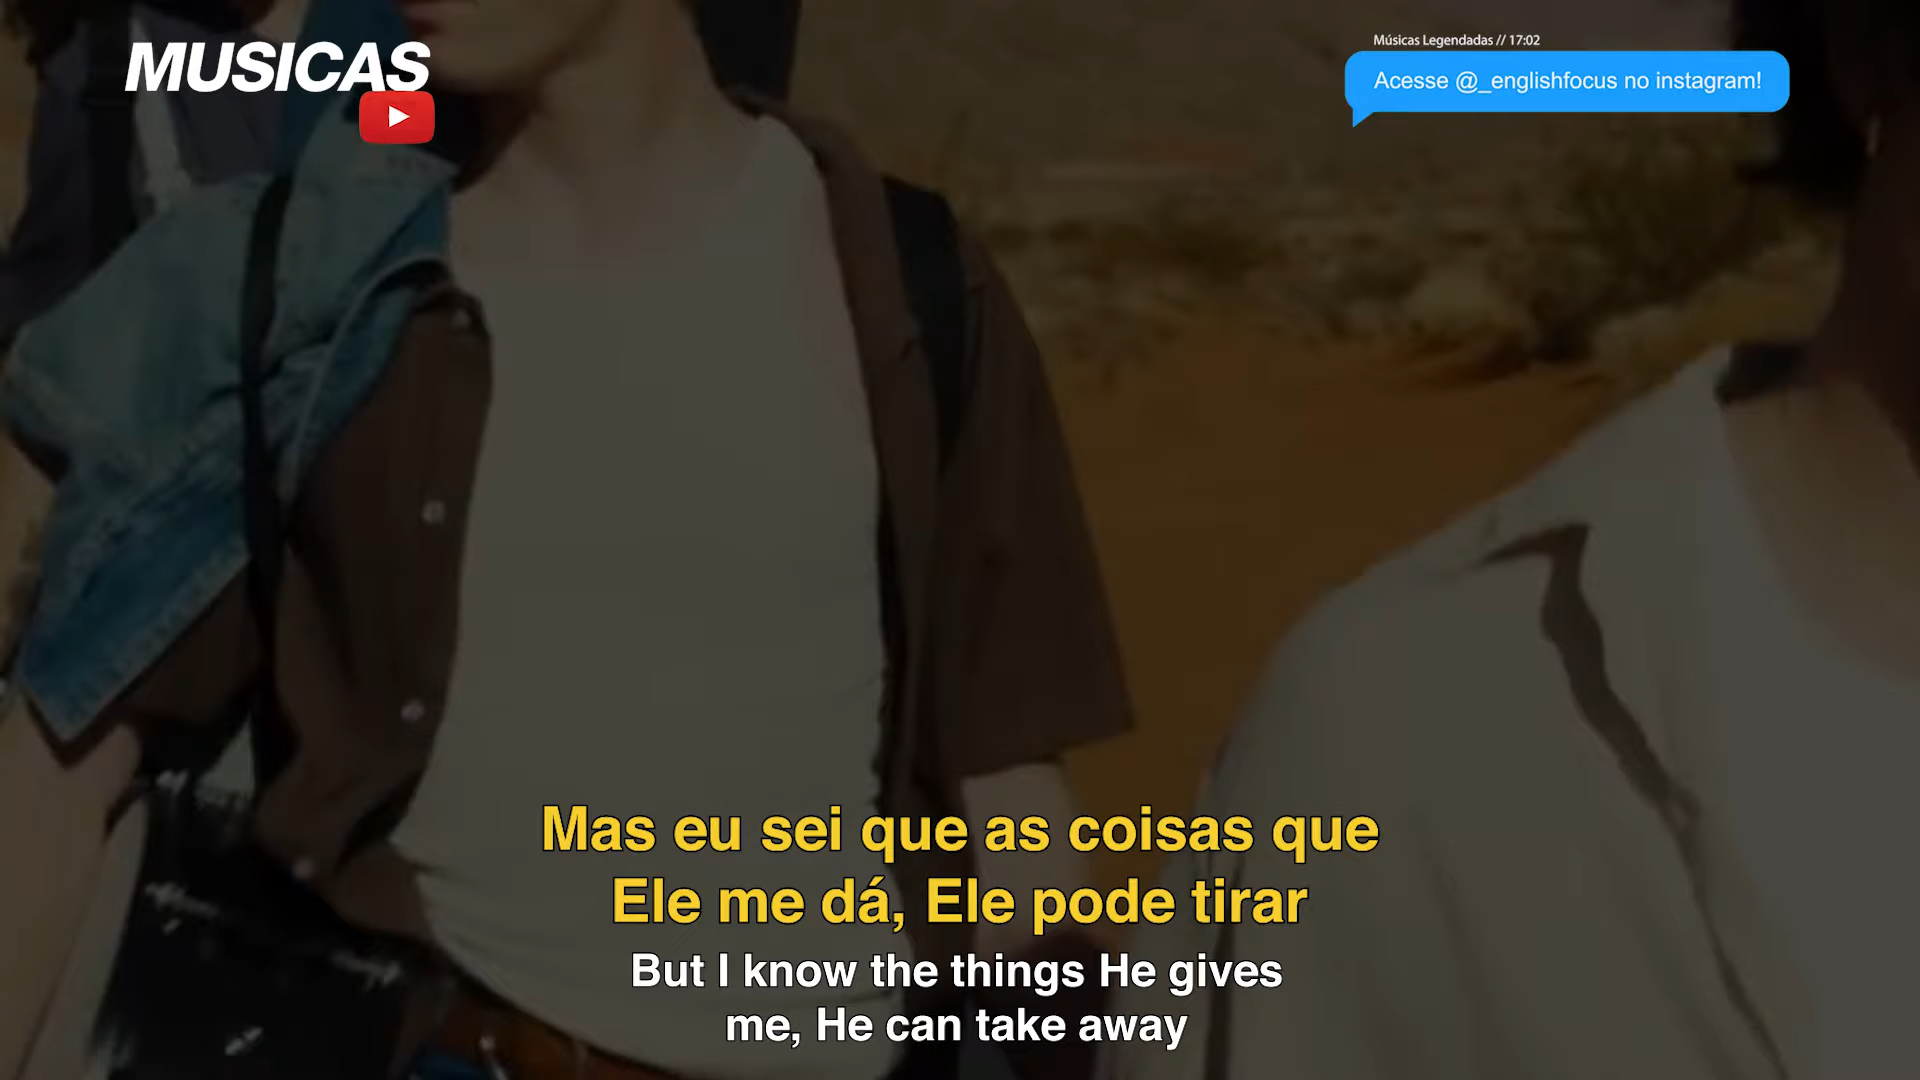 MUSICAS
Músicas Legendadas // 17:02
Acesse @_englishfocus no instagram!
Mas eu sei que as coisas que
Ele me dá, Ele pode tirar
But I know the things He gives
me, He can take away